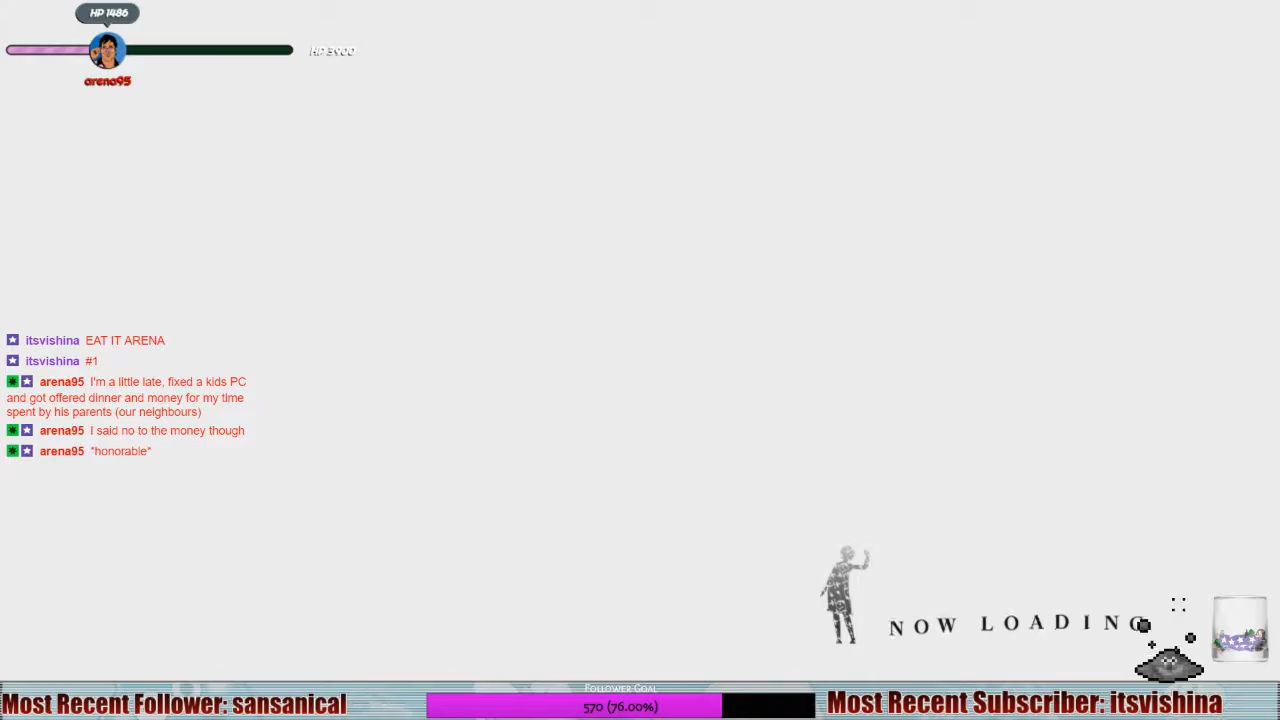 HP 1486
HP 3900
arena95
itsvishina EAT IT ARENA
itsvishina #1
arena95 I'm a little late, fixed a kids PC
and got offered dinner and money for my time
spent by his parents (our neighbours)
arena95 I said no to the money though
arena95 *honorable*
NOW LOADING
Most Recent Follower: sansanical
Follower Goal
570 (76.00%)
Most Recent Subscriber: itsvishina